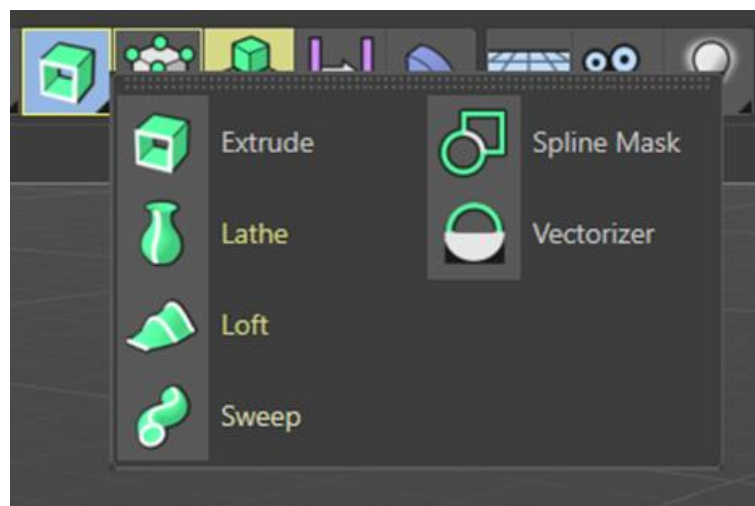 Extrude
Lathe
Loft
Sweep
Spline Mask
Vectorizer